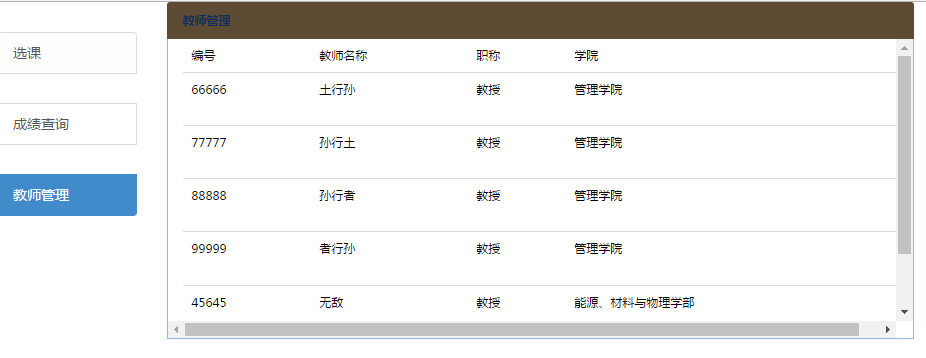 教师管理
选课
成绩查询
教师管理
编号 教师名称 职称 学院
66666 土行孙 教授 管理学院
77777 孙行土 教授 管理学院
88888 孙行者 教授 管理学院
99999 者行孙 教授 管理学院
45645 无敌 教授 能源、材料与物理学部